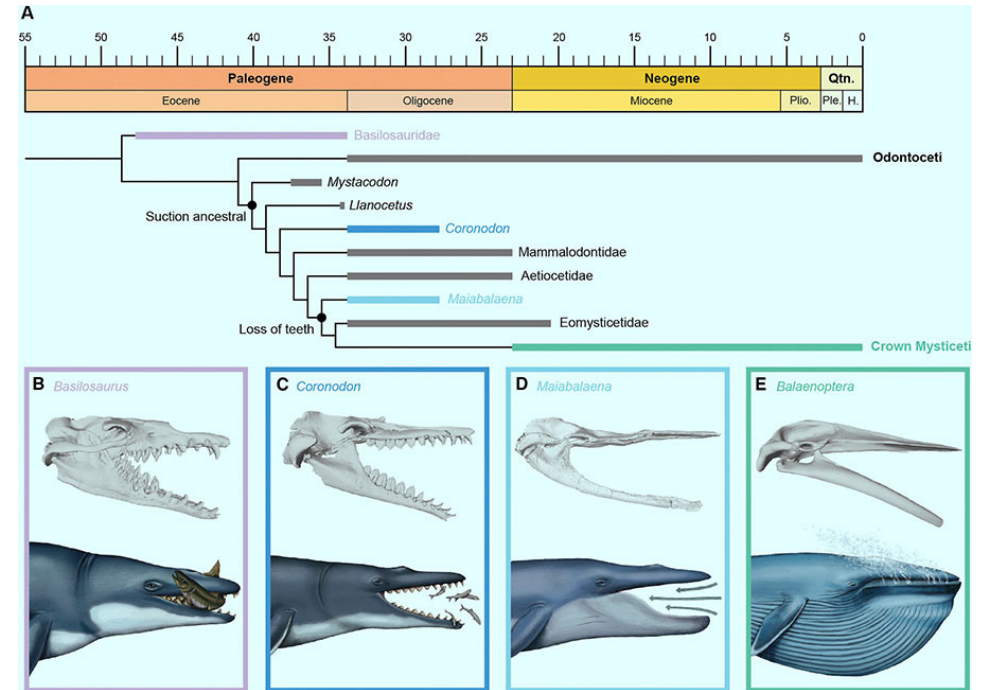 A
55 50 45 40 35 30 25 20 15 10 5 0
Paleogene Neogene Qtn.
Eocene Oligocene Miocene Plio. Ple. H.
Basilosauridae
Odontoceti
Mystacodon
Suction ancestral
Llanocetus
Coronodon
Mammalodontidae
Aetiocetidae
Maiabalaena
Loss of teeth
Eomysticetidae
Crown Mysticeti
B Basilosaurus
C Coronodon
D Maiabalaena
E Balaenoptera